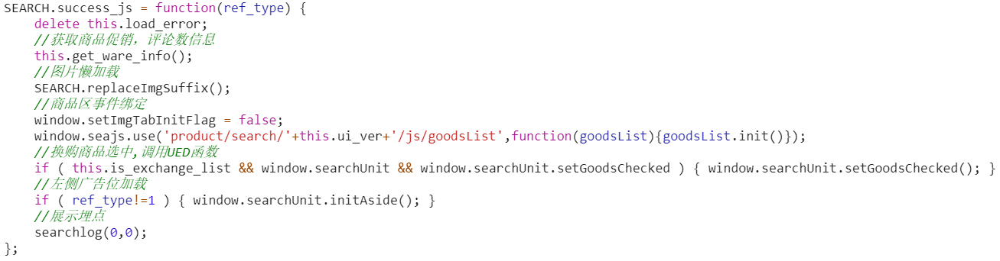 SEARCH.success_js = function(ref_type) {
    delete this.load_error;
    //获取商品促销，评论数信息
    this.get_ware_info();
    //图片懒加载
    SEARCH.replaceImgSuffix();
    //商品区事件绑定
    window.setImgTabInitFlag = false;
    window.seajs.use('product/search/'+this.ui_ver+'/js/goodsList',function(goodsList){goodsList.init()});
    //换购商品选中,调用UED函数
    if ( this.is_exchange_list && window.searchUnit && window.searchUnit.setGoodsChecked ) { window.searchUnit.setGoodsChecked(); }
    //左侧广告位加载
    if ( ref_type!=1 ) { window.searchUnit.initAside(); }
    //展示埋点
    searchlog(0,0);
};